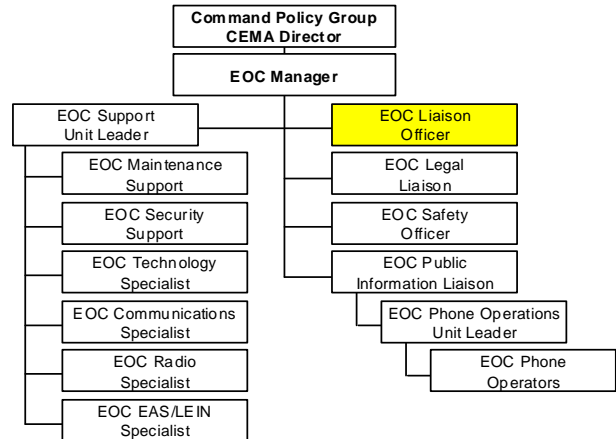 Command Policy Group
CEMA Director
EOC Manager
EOC Support
Unit Leader
EOC Liaison
Officer
EOC Maintenance
Support
EOC Legal
Liaison
EOC Security
Support
EOC Safety
Officer
EOC Technology
Specialist
EOC Public
Information Liaison
EOC Communications
Specialist
EOC Phone Operations
Unit Leader
EOC Radio
Specialist
EOC Phone
Operators
EOC EAS/LEIN
Specialist